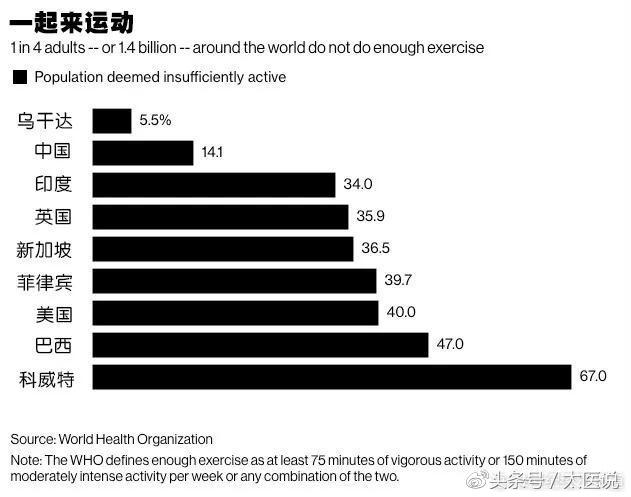 一起来运动
1 in 4 adults -- or 1.4 billion -- around the world do not do enough exercise
Population deemed insufficiently active
乌干达 5.5%
中国 14.1
印度 34.0
英国 35.9
新加坡 36.5
菲律宾 39.7
美国 40.0
巴西 47.0
科威特 67.0
Source: World Health Organization
Note: The WHO defines enough exercise as at least 75 minutes of vigorous activity or 150 minutes of
moderately intense activity per week or any combination of the two.
头条号/大医说